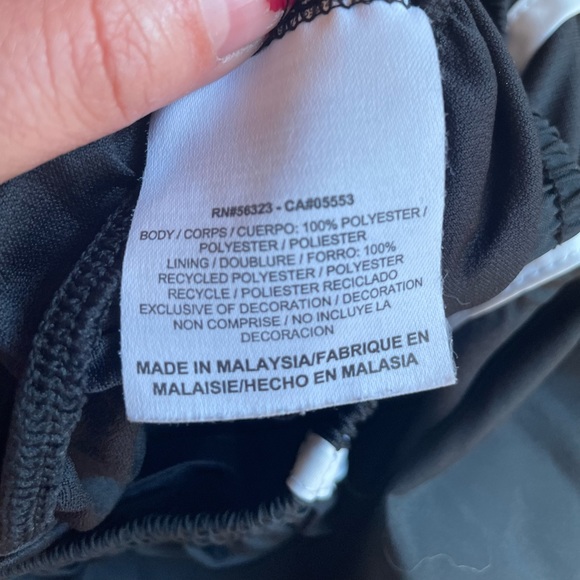 RN#56323 - CA#05553
BODY / CORPS / CUERPO: 100% POLYESTER /
POLYESTER / POLIESTER
LINING / DOUBLURE / FORRO: 100%
RECYCLED POLYESTER / POLYESTER
RECYCLE / POLIESTER RECICLADO
EXCLUSIVE OF DECORATION / DECORATION
NON COMPRISE / NO INCLUYE LA
DECORACION
MADE IN MALAYSIA/FABRIQUE EN
MALAISIE/HECHO EN MALASIA